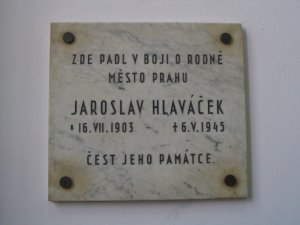 ZDE PADL V BOJI O RODNÉ
MĚSTO PRAHU
JAROSLAV HLAVÁČEK
* 16.VII.1903 † 6.V.1945
ČEST JEHO PAMÁTCE.